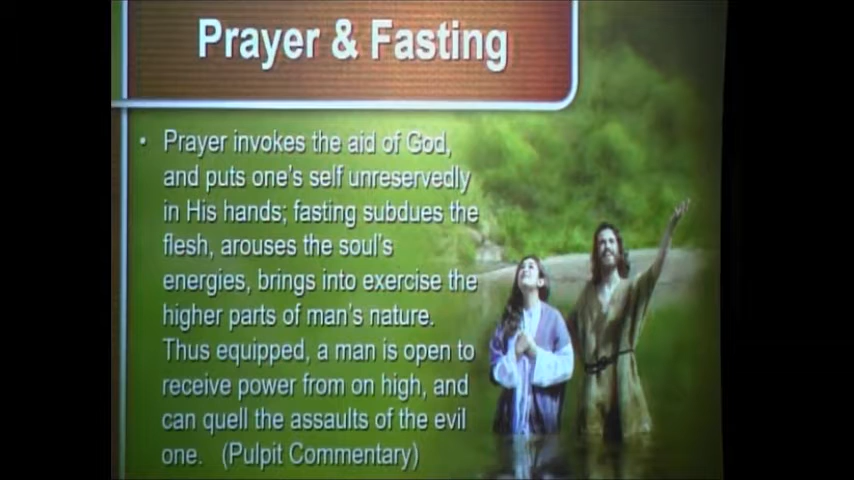 Prayer & Fasting
• Prayer invokes the aid of God,
and puts one's self unreservedly
in His hands; fasting subdues the
flesh, arouses the soul's
energies, brings into exercise the
higher parts of man's nature.
Thus equipped, a man is open to
receive power from on high, and
can quell the assaults of the evil
one. (Pulpit Commentary)